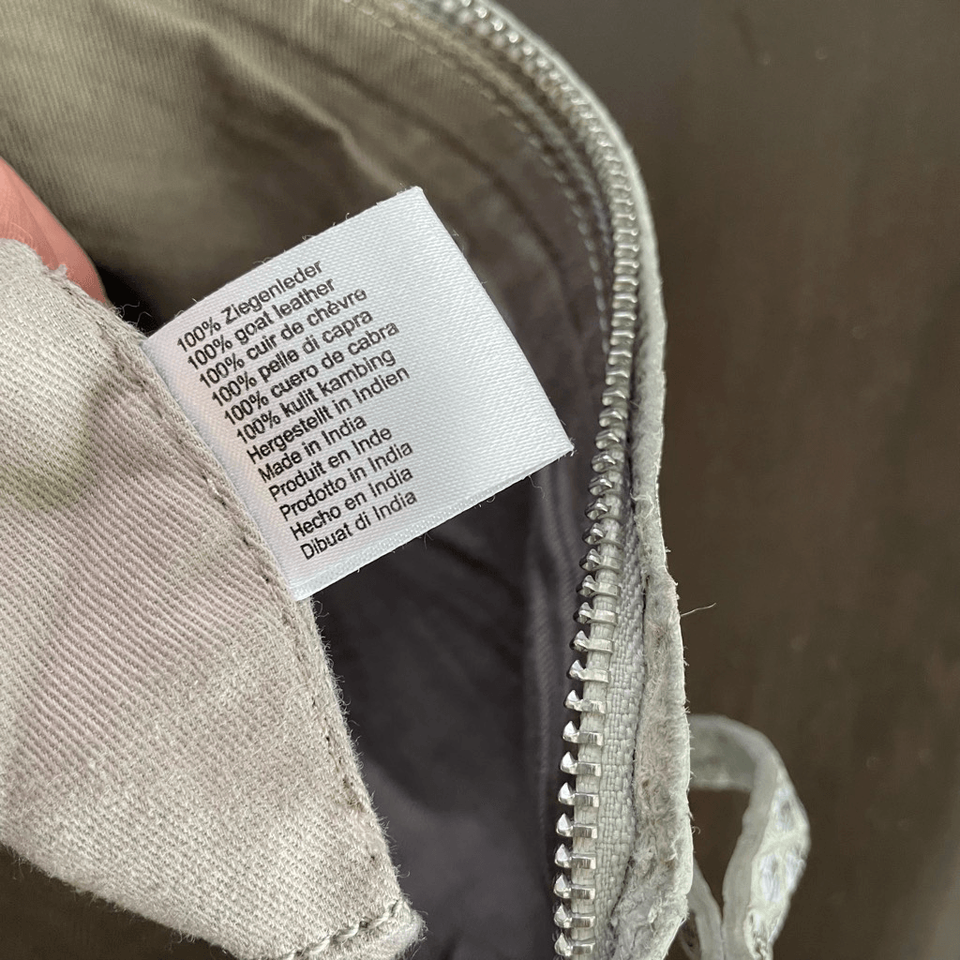 100% Ziegenleder
100% goat leather
100% cuir de chèvre
100% pelle di capra
100% cuero de cabra
100% kulit kambing
Hergestellt in Indien
Made in India
Produit en Inde
Prodotto in India
Hecho en India
Dibuat di India